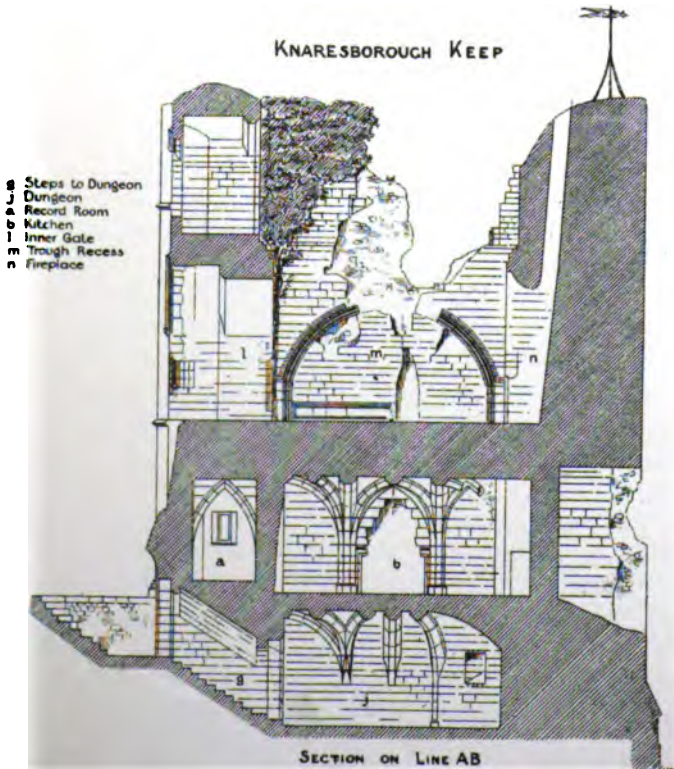 KNARESBOROUGH KEEP
g Steps to Dungeon
j Dungeon
a Record Room
b Kitchen
l Inner Gate
m Trough Recess
n Fireplace
l
m
n
a
b
g
j
SECTION ON LINE AB